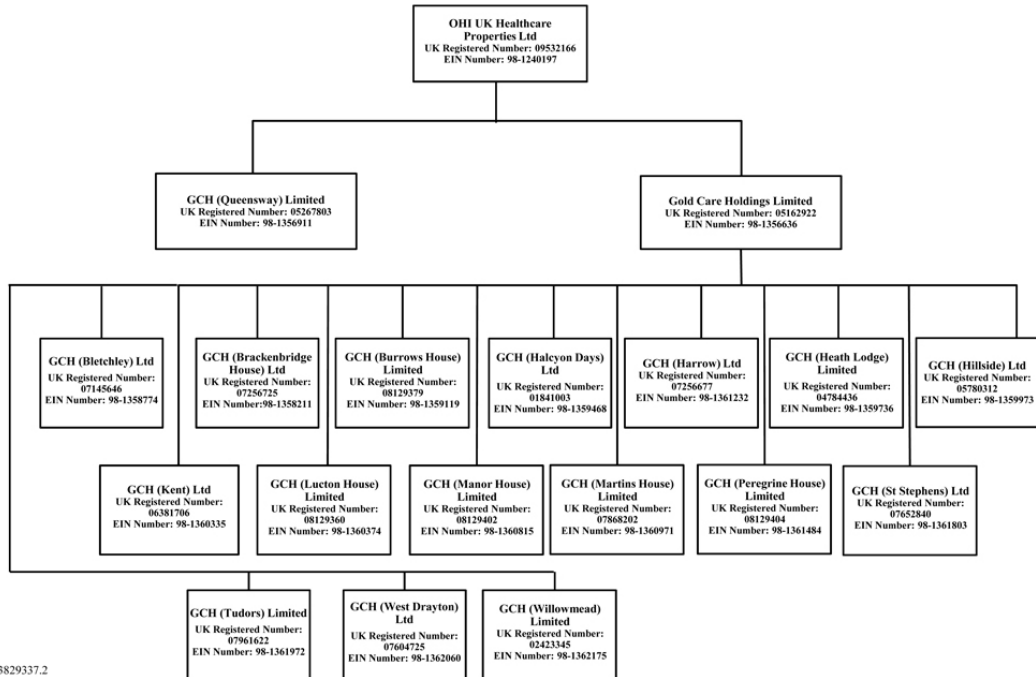 OHI UK Healthcare
Properties Ltd
UK Registered Number: 09532166
EIN Number: 98-1240197
GCH (Queensway) Limited
UK Registered Number: 05267803
EIN Number: 98-1356911
Gold Care Holdings Limited
UK Registered Number: 05162922
EIN Number: 98-1356636
GCH (Bletchley) Ltd
UK Registered Number:
07145646
EIN Number: 98-1358774
GCH (Brackenbridge
House) Ltd
UK Registered Number:
07256725
EIN Number:98-1358211
GCH (Burrows House)
Limited
UK Registered Number:
08129379
EIN Number: 98-1359119
GCH (Halcyon Days)
Ltd
UK Registered Number:
01841003
EIN Number: 98-1359468
GCH (Harrow) Ltd
UK Registered Number:
07256677
EIN Number: 98-1361232
GCH (Heath Lodge)
Limited
UK Registered Number:
04784436
EIN Number: 98-1359736
GCH (Hillside) Ltd
UK Registered Number:
05780312
EIN Number: 98-1359973
GCH (Kent) Ltd
UK Registered Number:
06381706
EIN Number: 98-1360335
GCH (Lucton House)
Limited
UK Registered Number:
08129360
EIN Number: 98-1360374
GCH (Manor House)
Limited
UK Registered Number:
08129402
EIN Number: 98-1360815
GCH (Martins House)
Limited
UK Registered Number:
07868202
EIN Number: 98-1360971
GCH (Peregrine House)
Limited
UK Registered Number:
08129404
EIN Number: 98-1361484
GCH (St Stephens) Ltd
UK Registered Number:
07652840
EIN Number: 98-1361803
GCH (Tudors) Limited
UK Registered Number:
07961622
EIN Number: 98-1361972
GCH (West Drayton)
Ltd
UK Registered Number:
07604725
EIN Number: 98-1362060
GCH (Willowmead)
Limited
UK Registered Number:
02423345
EIN Number: 98-1362175
3829337.2